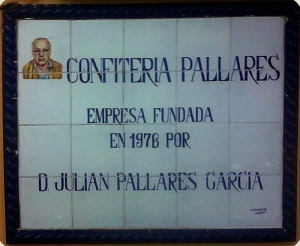 CONFITERIA PALLARES
EMPRESA FUNDADA
EN 1976 POR
D. JULIAN PALLARES GARCIA